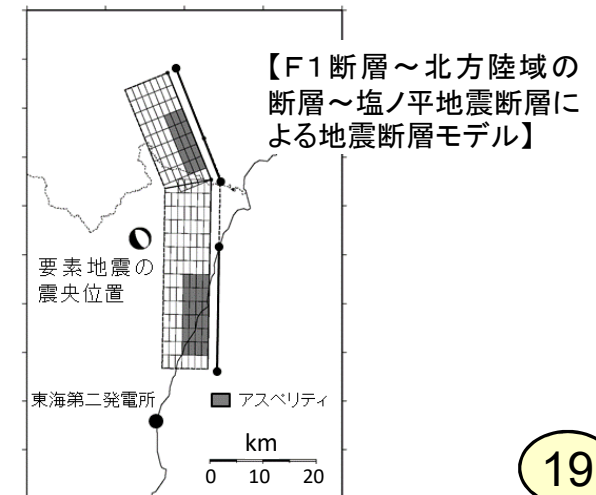 【Ｆ１断層～北方陸域の
断層～塩ノ平地震断層に
よる地震断層モデル】
要素地震の
震央位置
東海第二発電所
アスペリティ
km
0 10 20
19